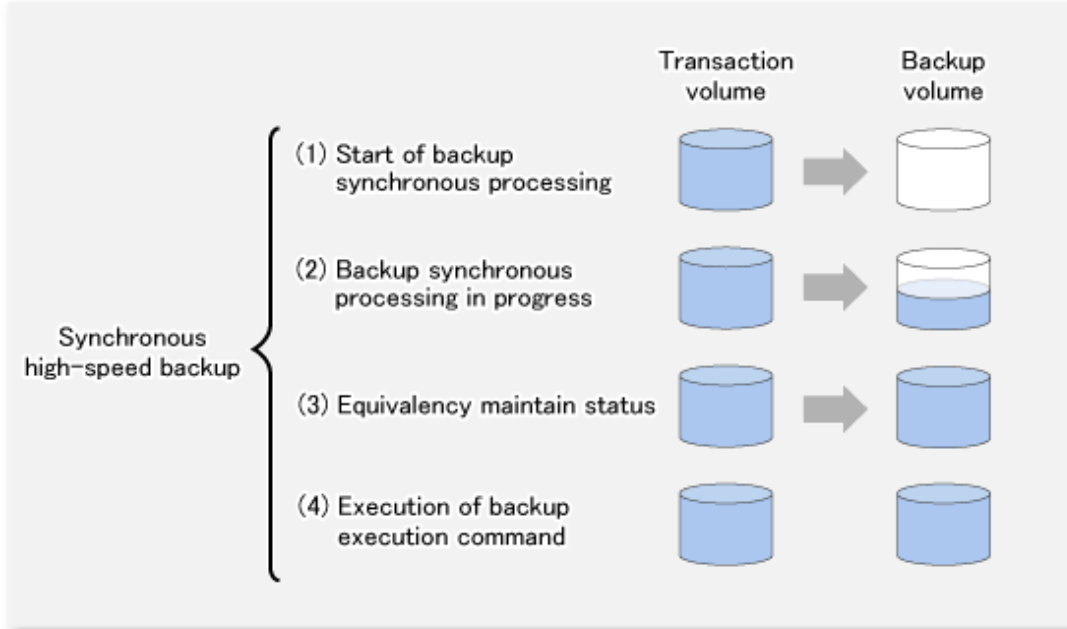 Transaction
volume
Backup
volume
(1) Start of backup
synchronous processing
(2) Backup synchronous
processing in progress
Synchronous
high-speed backup
(3) Equivalency maintain status
(4) Execution of backup
execution command